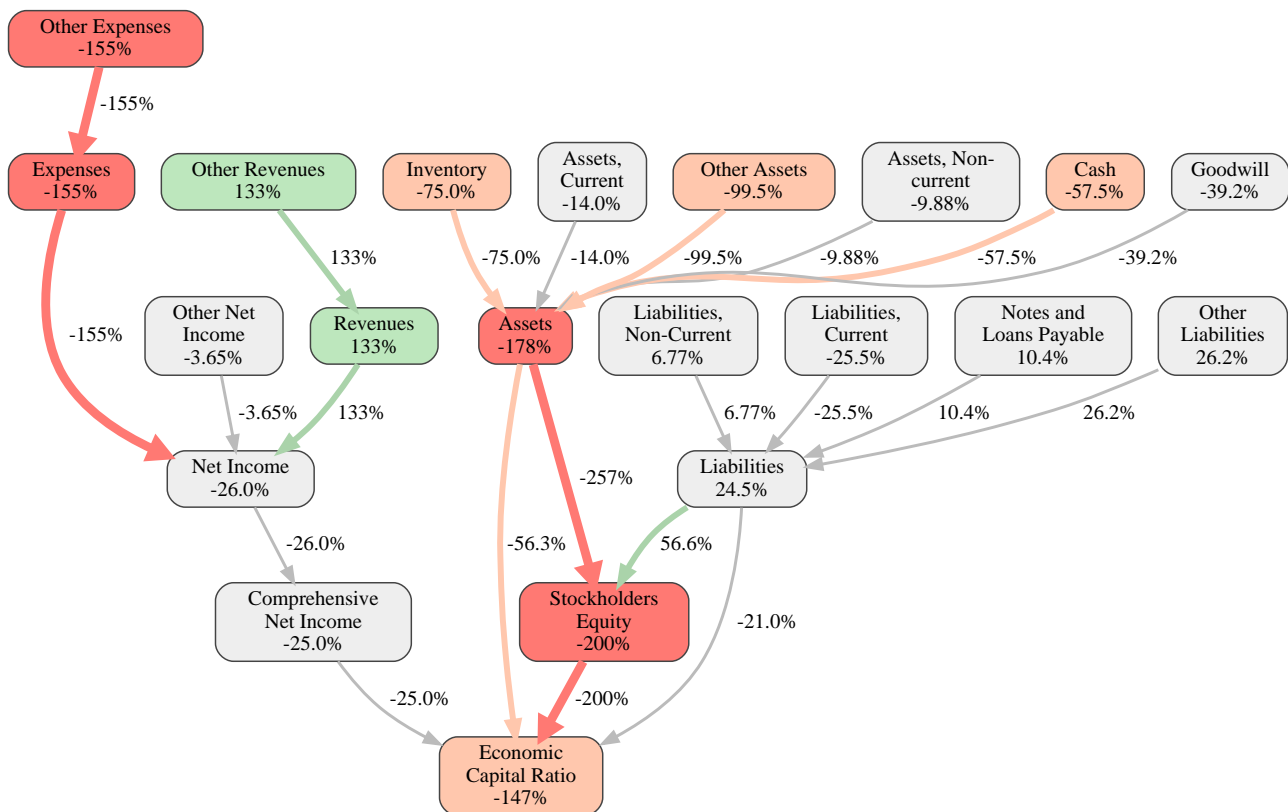 Other Expenses
-155%
-155%
Expenses
-155%
Other Revenues
133%
Inventory
-75.0%
Assets,
Current
-14.0%
Other Assets
-99.5%
Assets, Non-
current
-9.88%
Cash
-57.5%
Goodwill
-39.2%
133%
-75.0%
-14.0%
-99.5%
-9.88%
-57.5%
-39.2%
-155%
Other Net
Income
-3.65%
Revenues
133%
Assets
-178%
Liabilities,
Non-Current
6.77%
Liabilities,
Current
-25.5%
Notes and
Loans Payable
10.4%
Other
Liabilities
26.2%
-3.65%
133%
6.77%
-25.5%
10.4%
26.2%
Net Income
-26.0%
-257%
Liabilities
24.5%
-26.0%
-56.3%
56.6%
Comprehensive
Net Income
-25.0%
Stockholders
Equity
-200%
-21.0%
-25.0%
-200%
Economic
Capital Ratio
-147%